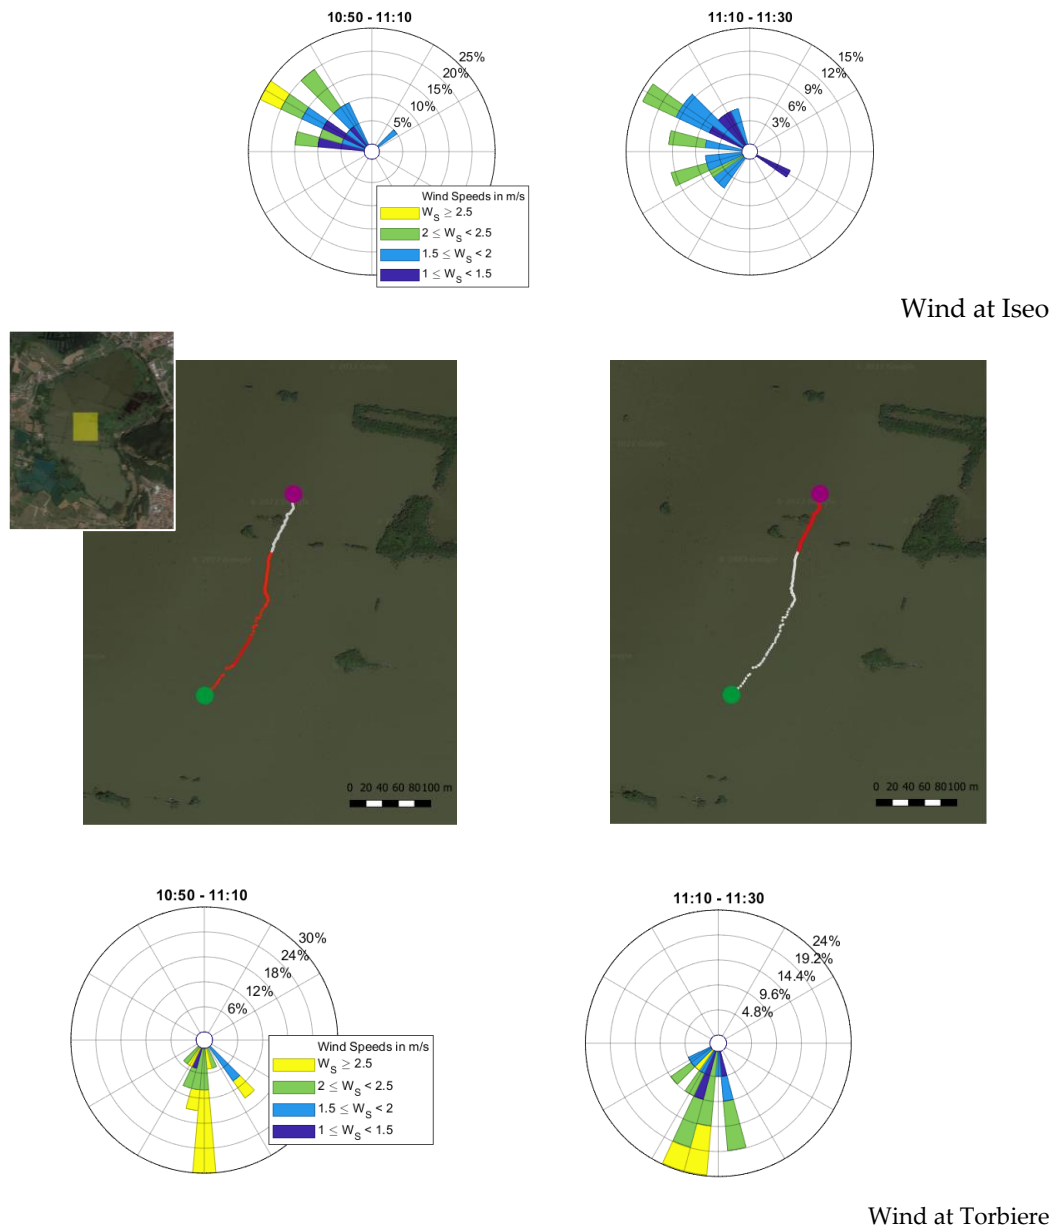 10:50 - 11:10
25%
20%
15%
10%
5%
Wind Speeds in m/s
W_S ≥ 2.5
2 ≤ W_S < 2.5
1.5 ≤ W_S < 2
1 ≤ W_S < 1.5
11:10 - 11:30
15%
12%
9%
6%
3%
Wind at Iseo
0 20 40 60 80 100 m
0 20 40 60 80 100 m
10:50 - 11:10
30%
24%
18%
12%
6%
Wind Speeds in m/s
W_S ≥ 2.5
2 ≤ W_S < 2.5
1.5 ≤ W_S < 2
1 ≤ W_S < 1.5
11:10 - 11:30
24%
19.2%
14.4%
9.6%
4.8%
Wind at Torbiere